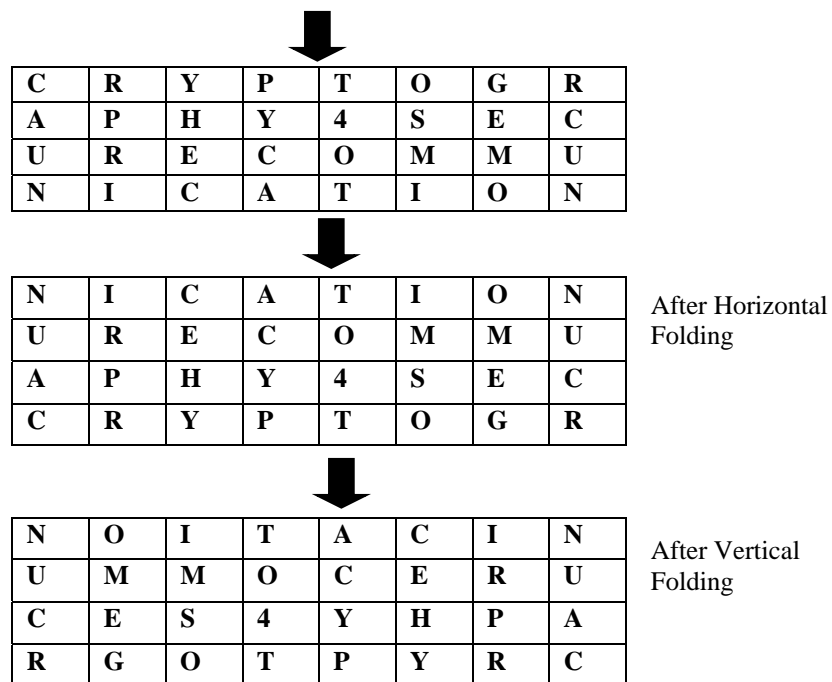 C R Y P T O G R
A P H Y 4 S E C
U R E C O M M U
N I C A T I O N
N I C A T I O N
U R E C O M M U
A P H Y 4 S E C
C R Y P T O G R
After Horizontal
Folding
N O I T A C I N
U M M O C E R U
C E S 4 Y H P A
R G O T P Y R C
After Vertical
Folding